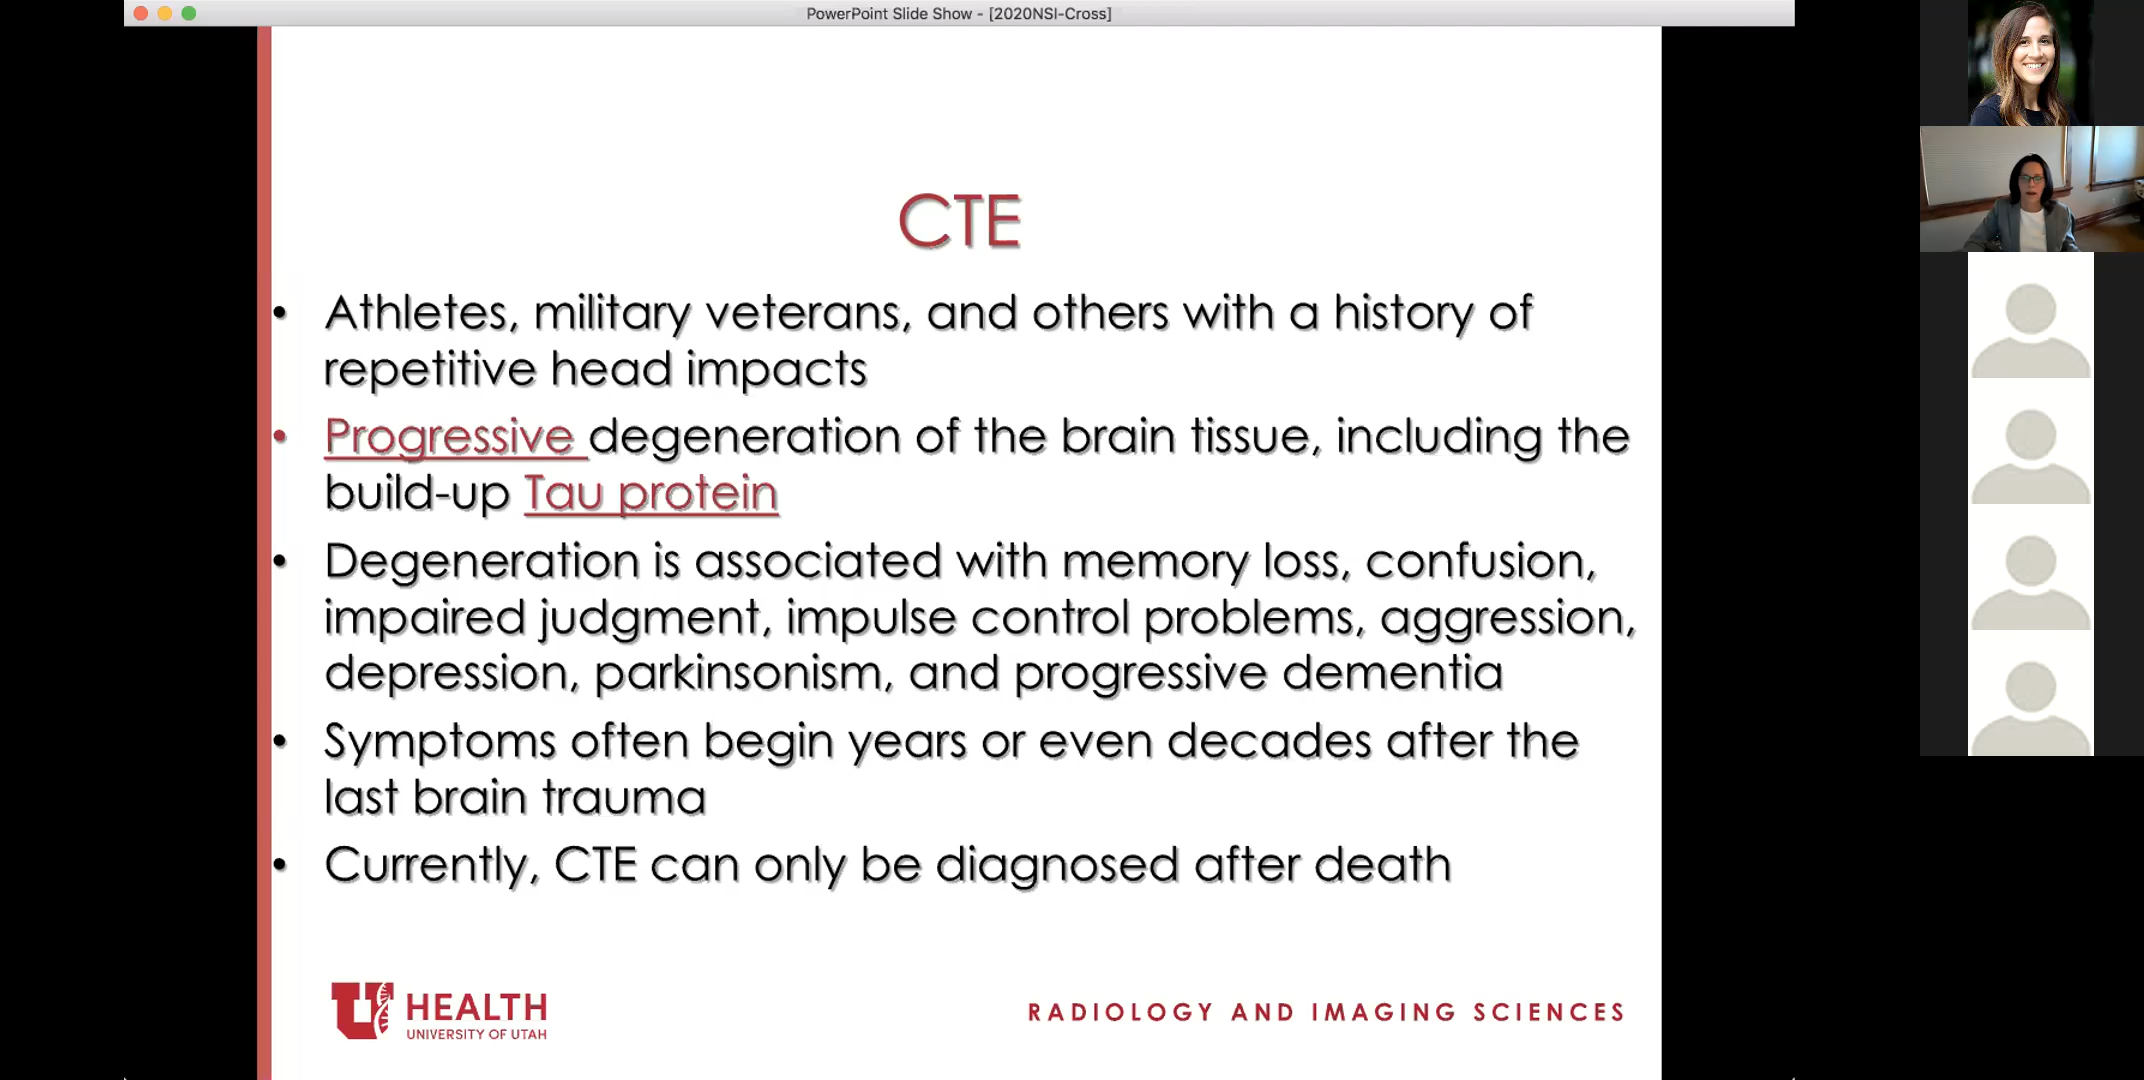 PowerPoint Slide Show - [2020NSI-Cross]
CTE
• Athletes, military veterans, and others with a history of
repetitive head impacts
• Progressive degeneration of the brain tissue, including the
build-up Tau protein
• Degeneration is associated with memory loss, confusion,
impaired judgment, impulse control problems, aggression,
depression, parkinsonism, and progressive dementia
• Symptoms often begin years or even decades after the
last brain trauma
• Currently, CTE can only be diagnosed after death
U HEALTH
UNIVERSITY OF UTAH
RADIOLOGY AND IMAGING SCIENCES